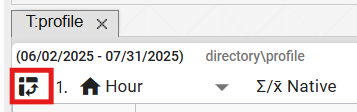 T:profile
(06/02/2025 - 07/31/2025) directory\profile
1. Hour Σ/x̄ Native